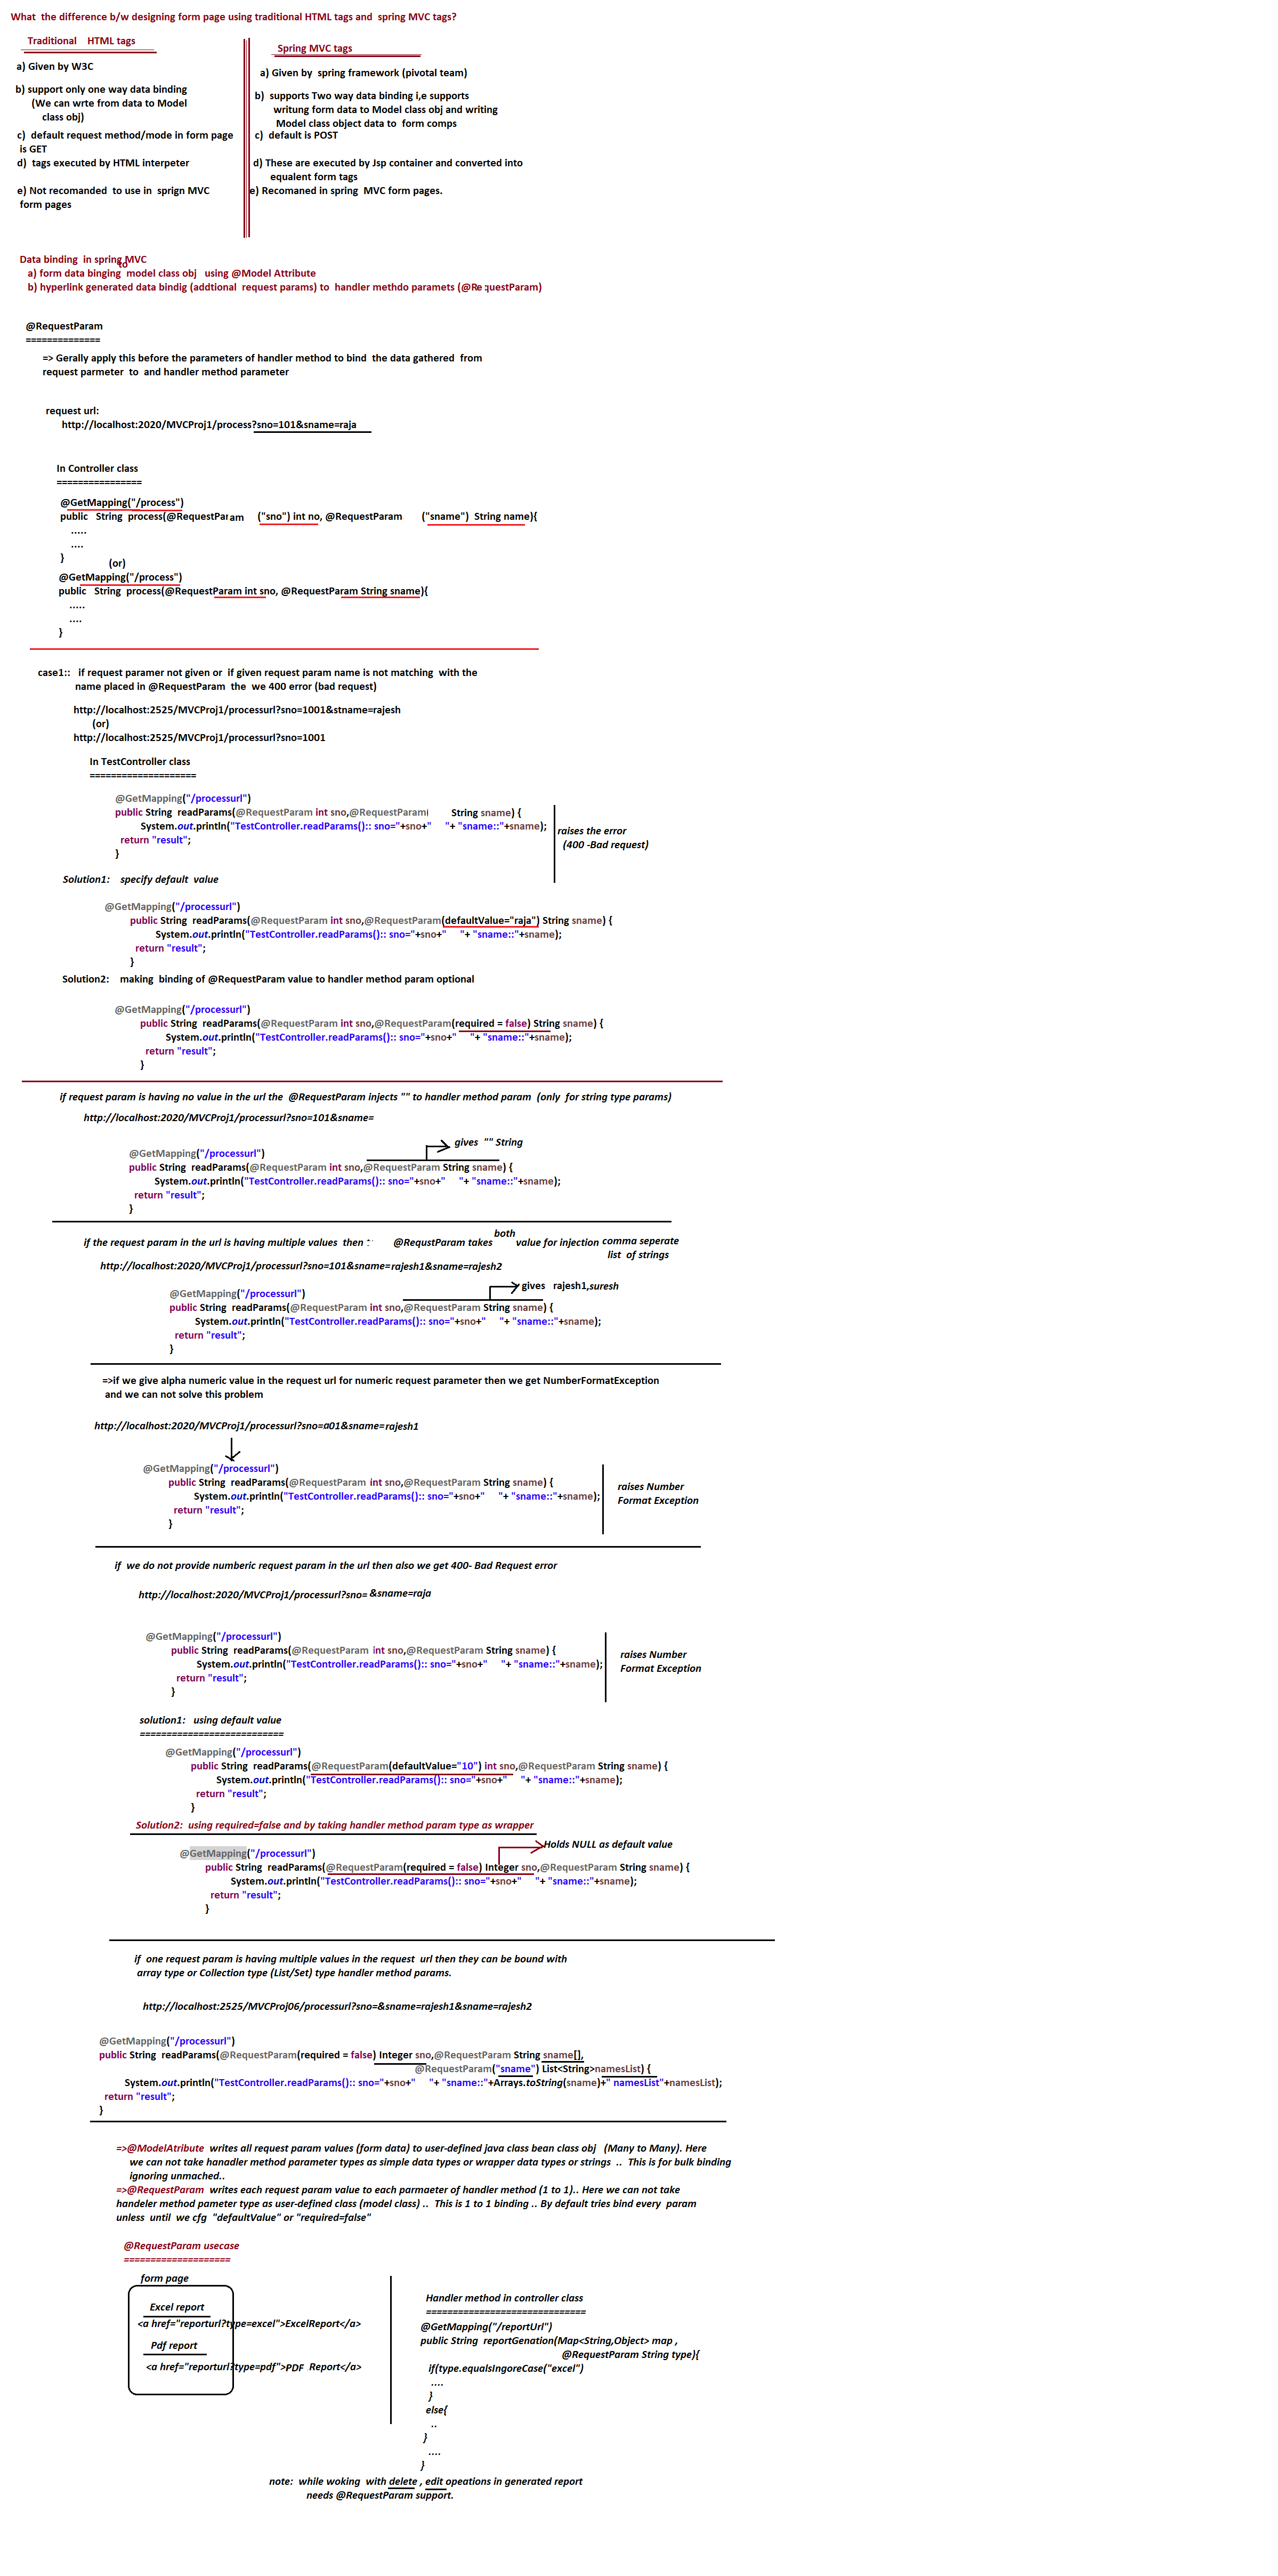 What  the difference b/w designing form page using traditional HTML tags and  spring MVC tags?
Traditional    HTML tags
a) Given by W3C
b) support only one way data binding
(We can wrte from data to Model
class obj)
c)  default request method/mode in form page
is GET
d)  tags executed by HTML interpeter
e) Not recomanded  to use in  sprign MVC
form pages
Spring MVC tags
a) Given by  spring framework (pivotal team)
b)  supports Two way data binding i,e supports
writung form data to Model class obj and writing
Model class object data to  form comps
c)  default is POST
d) These are executed by Jsp container and converted into
equalent form tags
e) Recomaned in spring  MVC form pages.
Data binding  in spring MVC
to
a) form data binging  model class obj   using @Model Attribute
b) hyperlink generated data bindig (addtional  request params) to  handler methdo paramets (@RequestParam)
@RequestParam
==============
=> Gerally apply this before the parameters of handler method to bind  the data gathered  from
request parmeter  to  and handler method parameter
request url:
http://localhost:2020/MVCProj1/process?sno=101&sname=raja
In Controller class
================
@GetMapping("/process")
public   String  process(@RequestParam    ("sno") int no, @RequestParam    ("sname")  String name){
.....
....
}
(or)
@GetMapping("/process")
public   String  process(@RequestParam int sno, @RequestParam String sname){
.....
....
}
case1::   if request paramer not given or  if given request param name is not matching  with the
name placed in @RequestParam  the  we 400 error (bad request)
http://localhost:2525/MVCProj1/processurl?sno=1001&stname=rajesh
(or)
http://localhost:2525/MVCProj1/processurl?sno=1001
In TestController class
====================
@GetMapping("/processurl")
public String  readParams(@RequestParam int sno,@RequestParam    String sname) {
System.out.println("TestController.readParams():: sno="+sno+"     "+ "sname::"+sname);
return "result";
}
raises the error
(400 -Bad request)
Solution1:    specify default  value
@GetMapping("/processurl")
public String  readParams(@RequestParam int sno,@RequestParam(defaultValue="raja") String sname) {
System.out.println("TestController.readParams():: sno="+sno+"     "+ "sname::"+sname);
return "result";
}
Solution2:    making  binding of @RequestParam value to handler method param optional
@GetMapping("/processurl")
public String  readParams(@RequestParam int sno,@RequestParam(required = false) String sname) {
System.out.println("TestController.readParams():: sno="+sno+"     "+ "sname::"+sname);
return "result";
}
if request param is having no value in the url the  @RequestParam injects "" to handler method param  (only  for string type params)
http://localhost:2020/MVCProj1/processurl?sno=101&sname=
gives  "" String
@GetMapping("/processurl")
public String  readParams(@RequestParam int sno,@RequestParam String sname) {
System.out.println("TestController.readParams():: sno="+sno+"     "+ "sname::"+sname);
return "result";
}
if the request param in the url is having multiple values  then     @RequstParam takes both value for injection comma seperate
list  of strings
http://localhost:2020/MVCProj1/processurl?sno=101&sname=rajesh1&sname=rajesh2
gives   rajesh1,suresh
@GetMapping("/processurl")
public String  readParams(@RequestParam int sno,@RequestParam String sname) {
System.out.println("TestController.readParams():: sno="+sno+"     "+ "sname::"+sname);
return "result";
}
=>if we give alpha numeric value in the request url for numeric request parameter then we get NumberFormatException
and we can not solve this problem
http://localhost:2020/MVCProj1/processurl?sno=a01&sname=rajesh1
@GetMapping("/processurl")
public String  readParams(@RequestParam  int sno,@RequestParam String sname) {
System.out.println("TestController.readParams():: sno="+sno+"     "+ "sname::"+sname);
return "result";
}
raises Number
Format Exception
if  we do not provide numberic request param in the url then also we get 400- Bad Request error
http://localhost:2020/MVCProj1/processurl?sno= &sname=raja
@GetMapping("/processurl")
public String  readParams(@RequestParam  int sno,@RequestParam String sname) {
System.out.println("TestController.readParams():: sno="+sno+"     "+ "sname::"+sname);
return "result";
}
raises Number
Format Exception
solution1:   using default value
===========================
@GetMapping("/processurl")
public String  readParams(@RequestParam(defaultValue="10") int sno,@RequestParam String sname) {
System.out.println("TestController.readParams():: sno="+sno+"     "+ "sname::"+sname);
return "result";
}
Solution2:  using required=false and by taking handler method param type as wrapper
Holds NULL as default value
@GetMapping("/processurl")
public String  readParams(@RequestParam(required = false) Integer sno,@RequestParam String sname) {
System.out.println("TestController.readParams():: sno="+sno+"     "+ "sname::"+sname);
return "result";
}
if  one request param is having multiple values in the request  url then they can be bound with
array type or Collection type (List/Set) type handler method params.
http://localhost:2525/MVCProj06/processurl?sno=&sname=rajesh1&sname=rajesh2
@GetMapping("/processurl")
public String  readParams(@RequestParam(required = false) Integer sno,@RequestParam String sname[],
@RequestParam("sname") List<String>namesList) {
System.out.println("TestController.readParams():: sno="+sno+"     "+ "sname::"+Arrays.toString(sname)+" namesList"+namesList);
return "result";
}
=>@ModelAtribute  writes all request param values (form data) to user-defined java class bean class obj   (Many to Many). Here
we can not take hanadler method parameter types as simple data types or wrapper data types or strings  ..  This is for bulk binding
ignoring unmached..
=>@RequestParam  writes each request param value to each parmaeter of handler method (1 to 1).. Here we can not take
handeler method pameter type as user-defined class (model class) ..  This is 1 to 1 binding .. By default tries bind every  param
unless  until  we cfg  "defaultValue" or "required=false"
@RequestParam usecase
====================
form page
Excel report
<a href="reporturl?type=excel">ExcelReport</a>
Pdf report
<a href="reporturl?type=pdf">PDF  Report</a>
Handler method in controller class
==============================
@GetMapping("/reportUrl")
public String  reportGenation(Map<String,Object> map ,
@RequestParam String type){
if(type.equalsIngoreCase("excel")
....
}
else{
..
}
....
}
note:  while woking  with delete , edit opeations in generated report
needs @RequestParam support.